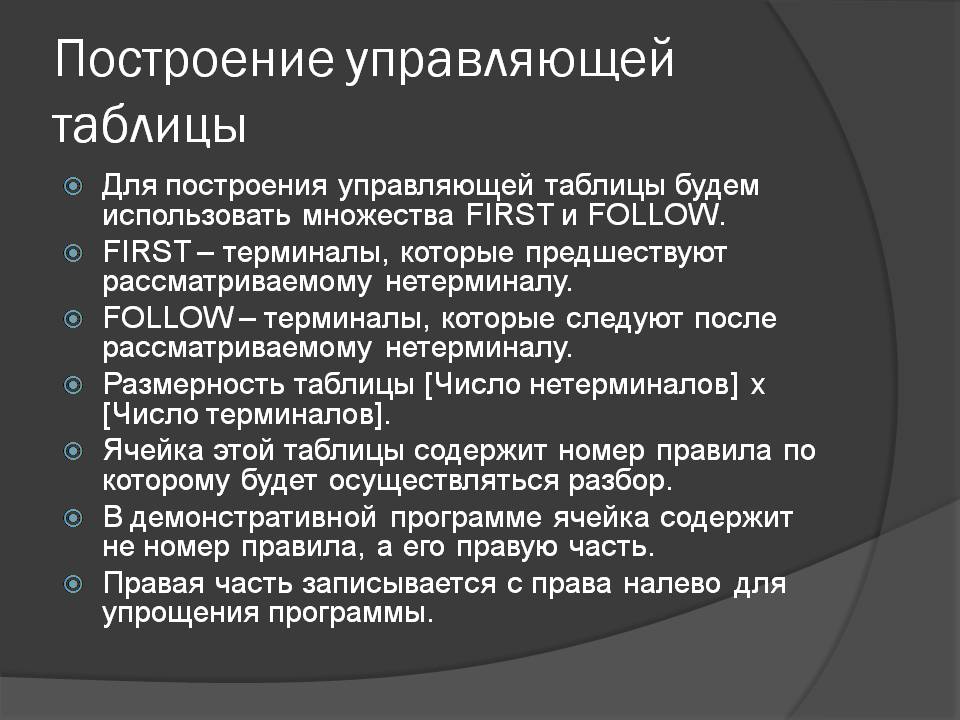 Построение управляющей
таблицы
Для построения управляющей таблицы будем
использовать множества FIRST и FOLLOW.
FIRST – терминалы, которые предшествуют
рассматриваемому нетерминалу.
FOLLOW – терминалы, которые следуют после
рассматриваемому нетерминалу.
Размерность таблицы [Число нетерминалов] х
[Число терминалов].
Ячейка этой таблицы содержит номер правила по
которому будет осуществляться разбор.
В демонстративной программе ячейка содержит
не номер правила, а его правую часть.
Правая часть записывается с права налево для
упрощения программы.